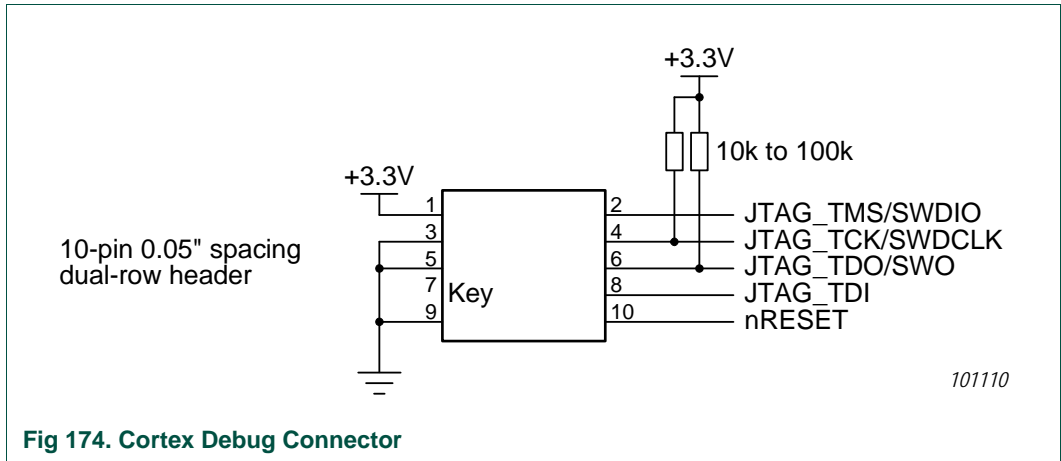 +3.3V
10k to 100k
+3.3V
1
2
JTAG_TMS/SWDIO
3
4
JTAG_TCK/SWDCLK
10-pin 0.05" spacing
dual-row header
5
6
JTAG_TDO/SWO
7
Key
8
JTAG_TDI
9
10
nRESET
101110
Fig 174. Cortex Debug Connector